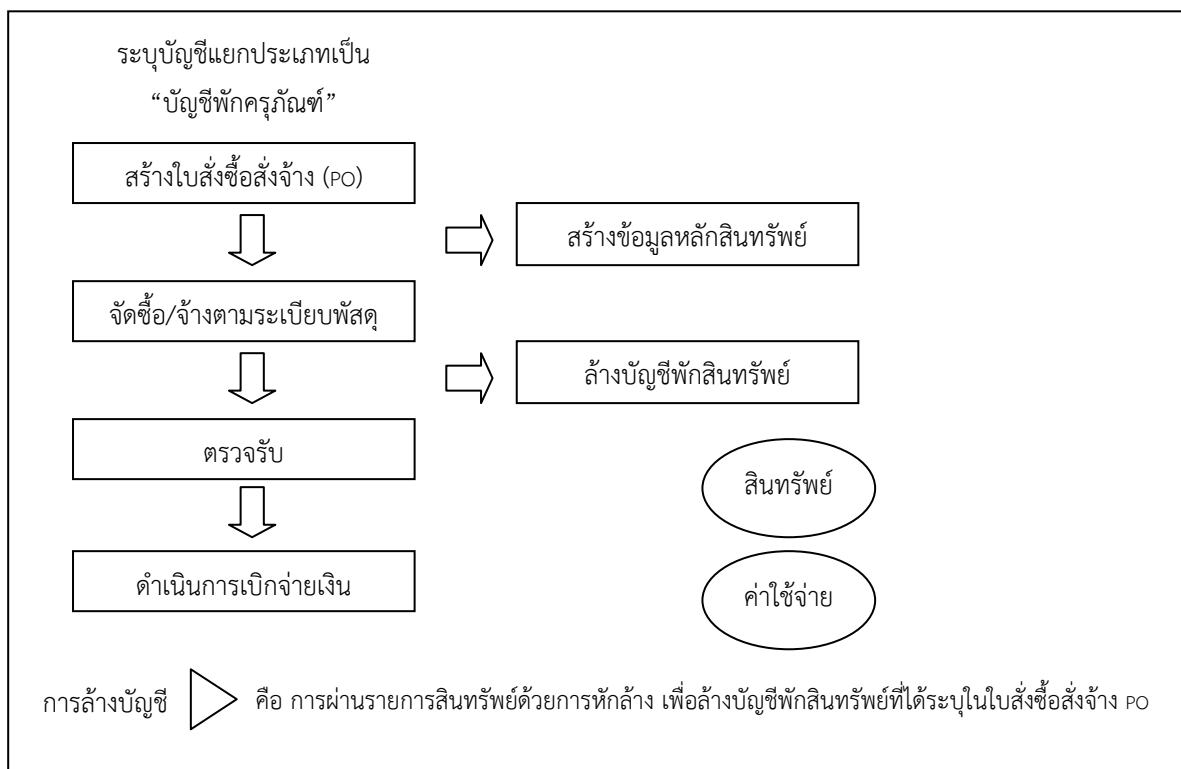 ระบุบัญชีแยกประเภทเป็น
“บัญชีพักครุภัณฑ์”
สร้างใบสั่งซื้อสั่งจ้าง (PO)
สร้างข้อมูลหลักสินทรัพย์
จัดซื้อ/จ้างตามระเบียบพัสดุ
ล้างบัญชีพักสินทรัพย์
ตรวจรับ
สินทรัพย์
ดำเนินการเบิกจ่ายเงิน
ค่าใช้จ่าย
การล้างบัญชี คือ การผ่านรายการสินทรัพย์ด้วยการหักล้าง เพื่อล้างบัญชีพักสินทรัพย์ที่ได้ระบุในใบสั่งซื้อสั่งจ้าง PO